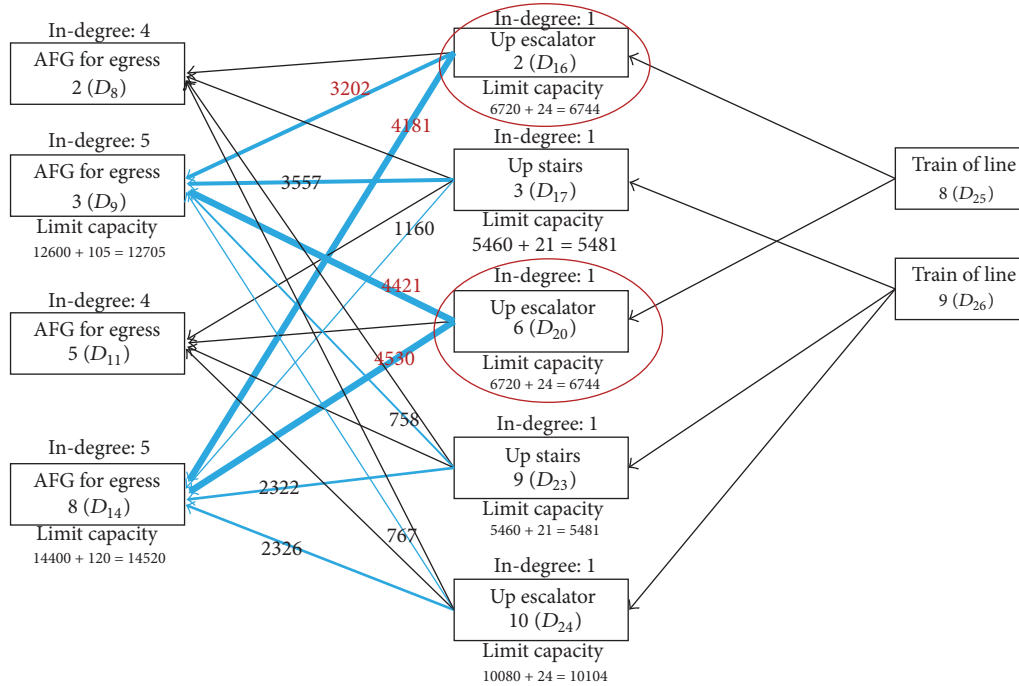 In-degree: 4
AFG for egress
2 (D8)
In-degree: 5
AFG for egress
3 (D9)
Limit capacity
12600 + 105 = 12705
In-degree: 4
AFG for egress
5 (D11)
In-degree: 5
AFG for egress
8 (D14)
Limit capacity
14400 + 120 = 14520
3202
4181
3557
1160
4421
4530
758
2322
767
2326
In-degree: 1
Up escalator
2 (D16)
Limit capacity
6720 + 24 = 6744
In-degree: 1
Up stairs
3 (D17)
Limit capacity
5460 + 21 = 5481
In-degree: 1
Up escalator
6 (D20)
Limit capacity
6720 + 24 = 6744
In-degree: 1
Up stairs
9 (D23)
Limit capacity
5460 + 21 = 5481
In-degree: 1
Up escalator
10 (D24)
Limit capacity
10080 + 24 = 10104
Train of line
8 (D25)
Train of line
9 (D26)